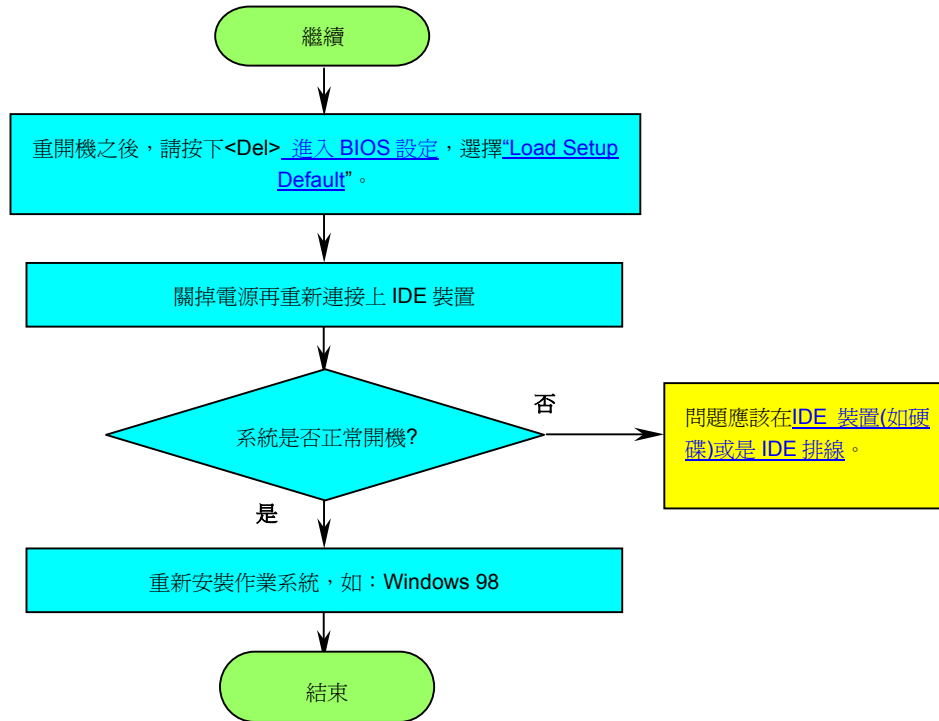 繼續
重開機之後，請按下<Del> 進入 BIOS 設定，選擇“Load Setup
Default”。
關掉電源再重新連接上 IDE 裝置
否
系統是否正常開機?
問題應該在IDE 裝置(如硬
碟)或是 IDE 排線。
是
重新安裝作業系統，如：Windows 98
結束